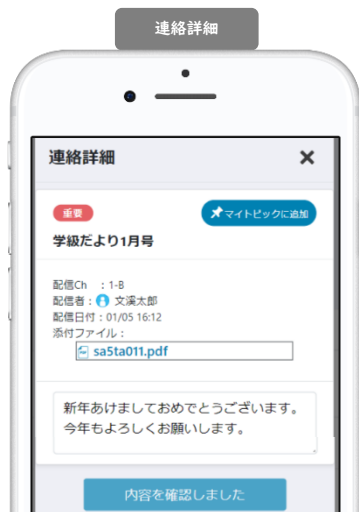 連絡詳細
連絡詳細 ×
重要 マイトピックに追加
学級だより1月号
配信Ch ：1-B
配信者： 文溪太郎
配信日付：01/05 16:12
添付ファイル：
sa5ta011.pdf
新年あけましておめでとうございます。
今年もよろしくお願いします。
内容を確認しました